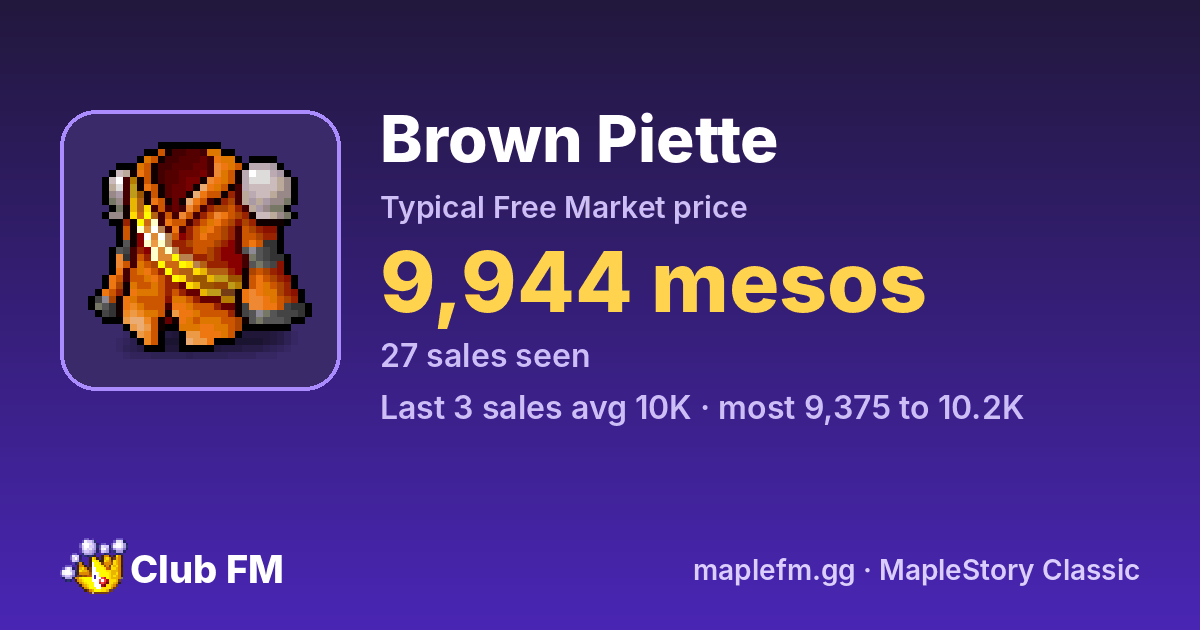 Brown Piette
Typical Free Market price
9,944 mesos
27 sales seen
Last 3 sales avg 10K · most 9,375 to 10.2K
Club FM
maplefm.gg · MapleStory Classic